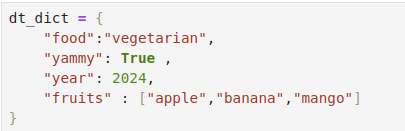 dt_dict = {
    "food":"vegetarian",
    "yammy": True ,
    "year": 2024,
    "fruits" : ["apple","banana","mango"]
}